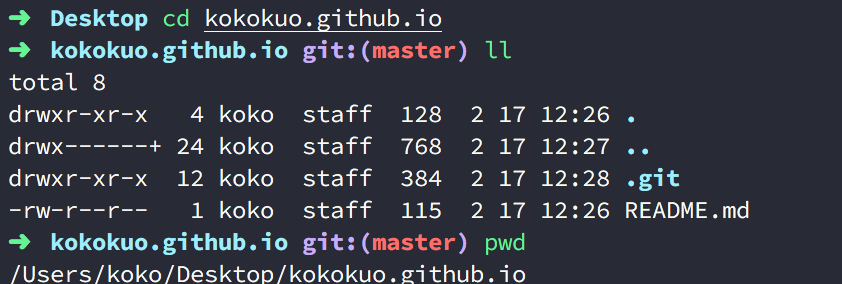 ➜ Desktop cd kokokuo.github.io
➜ kokokuo.github.io git:(master) ll
total 8
drwxr-xr-x   4 koko  staff  128  2 17 12:26 .
drwx------+ 24 koko  staff  768  2 17 12:27 ..
drwxr-xr-x  12 koko  staff  384  2 17 12:28 .git
-rw-r--r--   1 koko  staff  115  2 17 12:26 README.md
➜ kokokuo.github.io git:(master) pwd
/Users/koko/Desktop/kokokuo.github.io